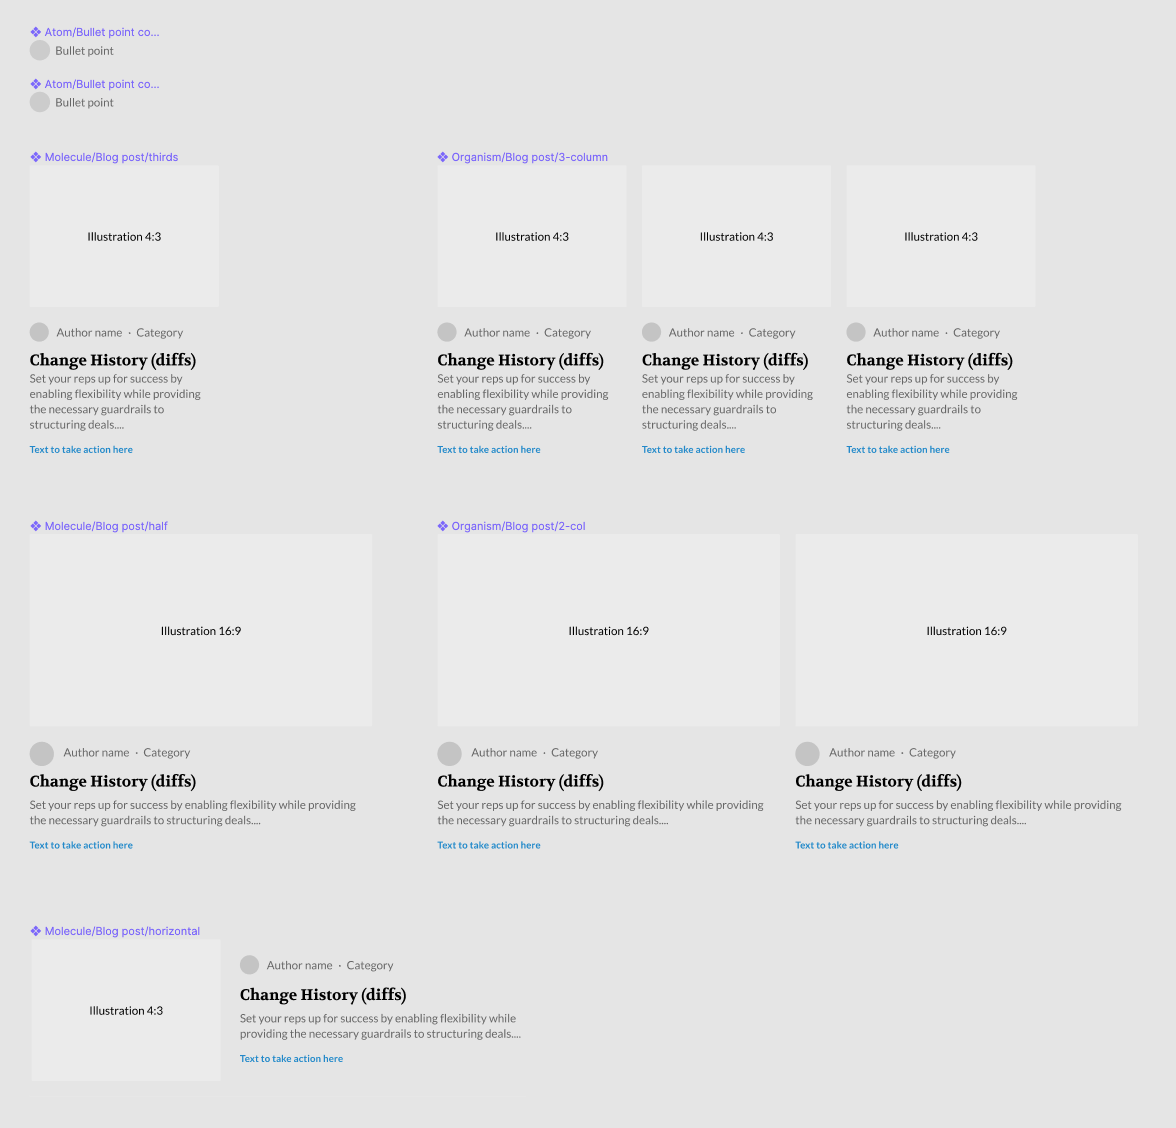 Atom/Bullet point co...
Bullet point
Atom/Bullet point co...
Bullet point
Molecule/Blog post/thirds
Illustration 4:3
Author name · Category
Change History (diffs)
Set your reps up for success by
enabling flexibility while providing
the necessary guardrails to
structuring deals....
Text to take action here
Organism/Blog post/3-column
Illustration 4:3
Author name · Category
Change History (diffs)
Set your reps up for success by
enabling flexibility while providing
the necessary guardrails to
structuring deals....
Text to take action here
Illustration 4:3
Author name · Category
Change History (diffs)
Set your reps up for success by
enabling flexibility while providing
the necessary guardrails to
structuring deals....
Text to take action here
Illustration 4:3
Author name · Category
Change History (diffs)
Set your reps up for success by
enabling flexibility while providing
the necessary guardrails to
structuring deals....
Text to take action here
Molecule/Blog post/half
Illustration 16:9
Author name · Category
Change History (diffs)
Set your reps up for success by enabling flexibility while providing
the necessary guardrails to structuring deals....
Text to take action here
Organism/Blog post/2-col
Illustration 16:9
Author name · Category
Change History (diffs)
Set your reps up for success by enabling flexibility while providing
the necessary guardrails to structuring deals....
Text to take action here
Illustration 16:9
Author name · Category
Change History (diffs)
Set your reps up for success by enabling flexibility while providing
the necessary guardrails to structuring deals....
Text to take action here
Molecule/Blog post/horizontal
Illustration 4:3
Author name · Category
Change History (diffs)
Set your reps up for success by enabling flexibility while
providing the necessary guardrails to structuring deals....
Text to take action here